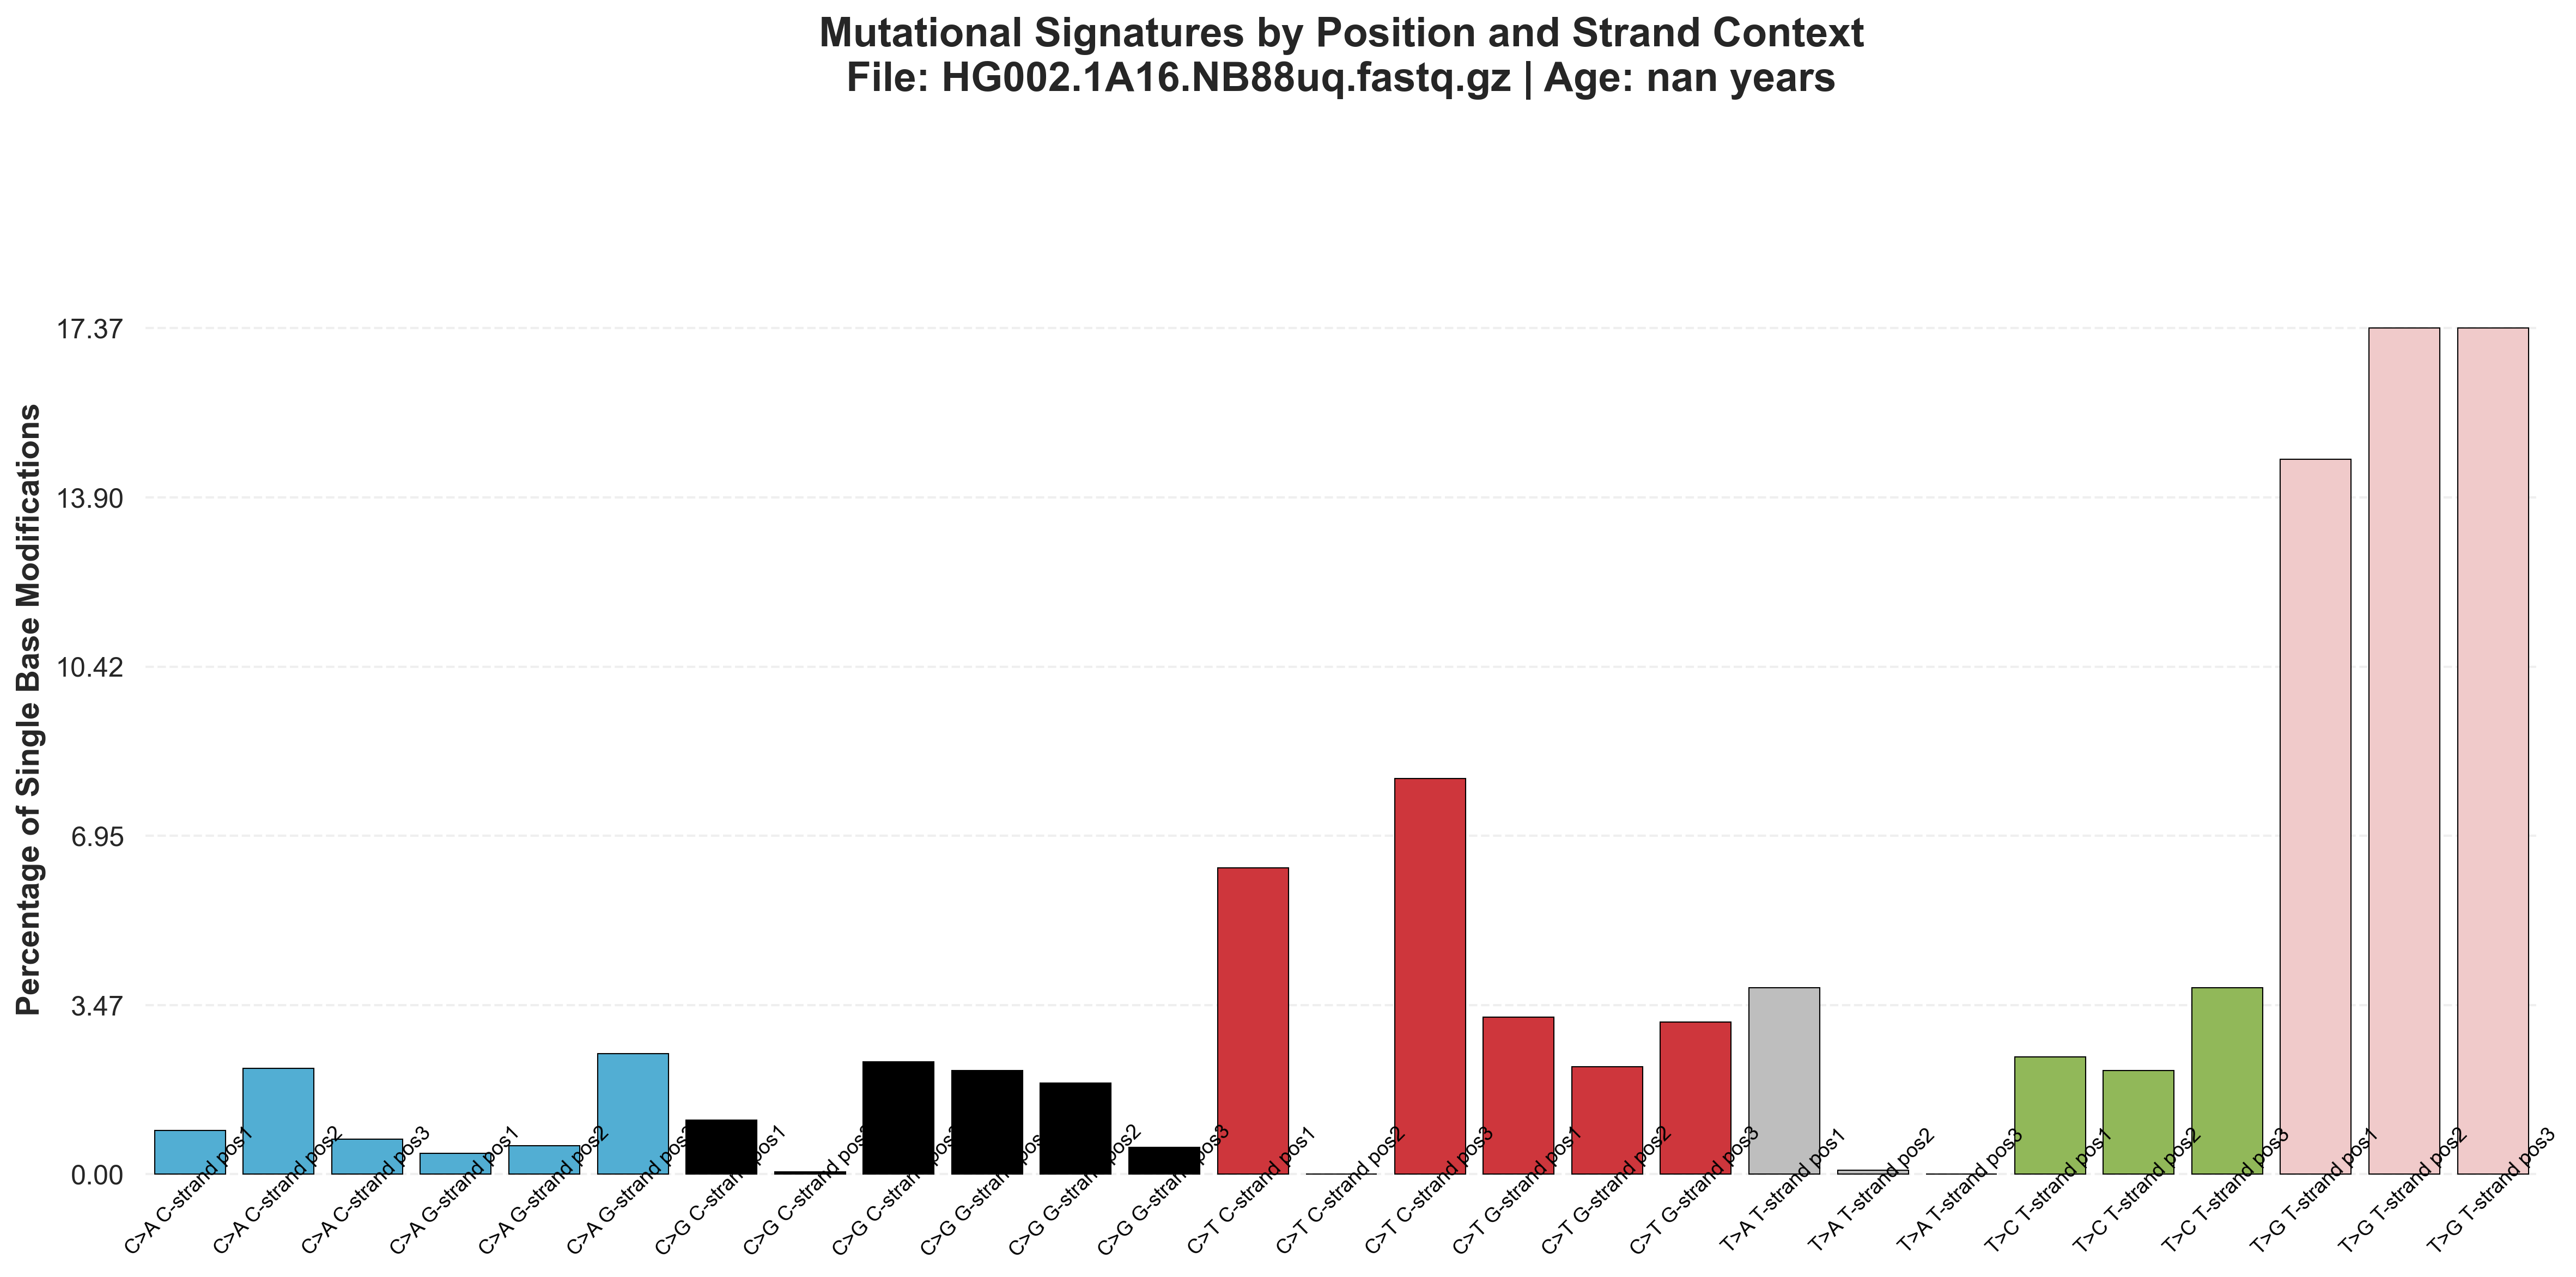 Mutational Signatures by Position and Strand Context
File: HG002.1A16.NB88uq.fastq.gz | Age: nan years
Percentage of Single Base Modifications
17.37
13.90
10.42
6.95
3.47
0.00
C>A C-strand pos1
C>A C-strand pos2
C>A C-strand pos3
C>A G-strand pos1
C>A G-strand pos2
C>A G-strand pos3
C>G C-strand pos1
C>G C-strand pos2
C>G C-strand pos3
C>G G-strand pos1
C>G G-strand pos2
C>G G-strand pos3
C>T C-strand pos1
C>T C-strand pos2
C>T C-strand pos3
C>T G-strand pos1
C>T G-strand pos2
C>T G-strand pos3
T>A T-strand pos1
T>A T-strand pos2
T>A T-strand pos3
T>C T-strand pos1
T>C T-strand pos2
T>C T-strand pos3
T>G T-strand pos1
T>G T-strand pos2
T>G T-strand pos3